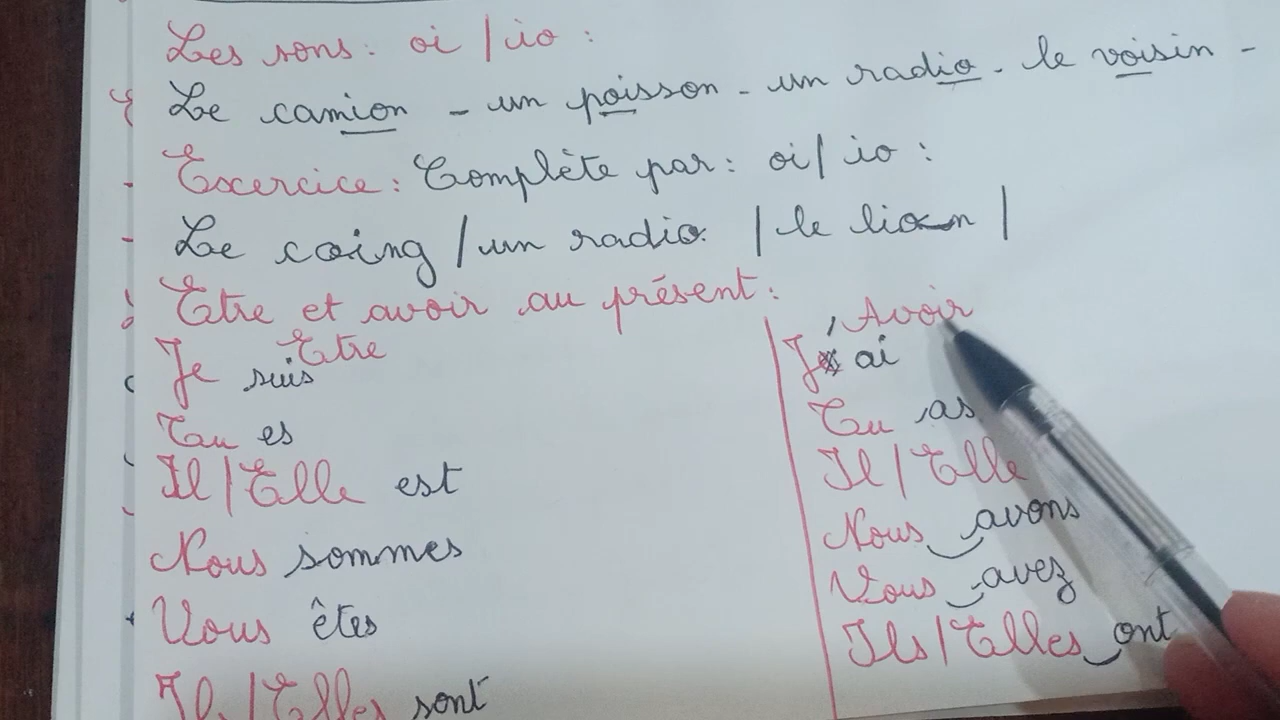 Les sons : oi / io :
Le camion - un poisson - un radio - le voisin -
Exercice : Complète par : oi / io :
Le coing / un radio / le lion /
Etre et avoir au présent :
Etre
Je suis
Tu es
Il / Elle est
Nous sommes
Vous êtes
Ils / Elles sont
Avoir
J' ai
Tu as
Il / Elle
Nous avons
Vous avez
Ils / Elles ont